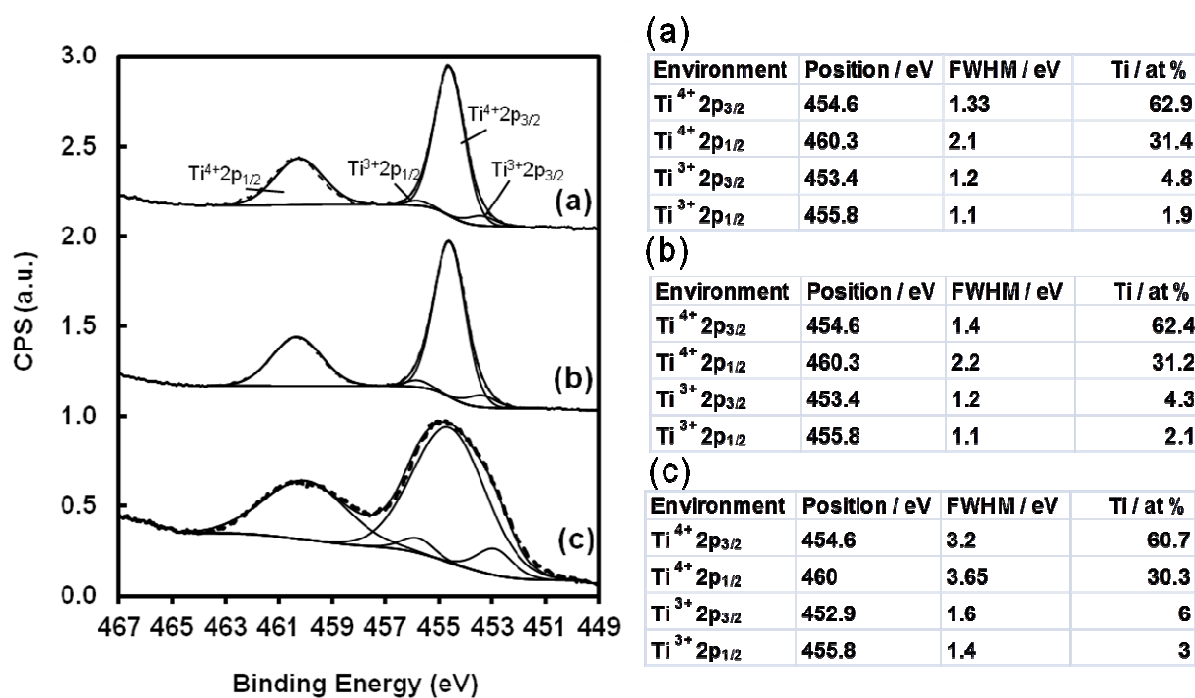 3.0
2.5
2.0
1.5
1.0
0.5
0.0
CPS (a.u.)
Ti⁴⁺2p₁/₂
Ti³⁺2p₁/₂
Ti⁴⁺2p₃/₂
Ti³⁺2p₃/₂
(a)
(b)
(c)
467 465 463 461 459 457 455 453 451 449
Binding Energy (eV)
(a)
Environment Position / eV FWHM / eV Ti / at %
Ti ⁴⁺ 2p₃/₂ 454.6 1.33 62.9
Ti ⁴⁺ 2p₁/₂ 460.3 2.1 31.4
Ti ³⁺ 2p₃/₂ 453.4 1.2 4.8
Ti ³⁺ 2p₁/₂ 455.8 1.1 1.9
(b)
Environment Position / eV FWHM / eV Ti / at %
Ti ⁴⁺ 2p₃/₂ 454.6 1.4 62.4
Ti ⁴⁺ 2p₁/₂ 460.3 2.2 31.2
Ti ³⁺ 2p₃/₂ 453.4 1.2 4.3
Ti ³⁺ 2p₁/₂ 455.8 1.1 2.1
(c)
Environment Position / eV FWHM / eV Ti / at %
Ti ⁴⁺ 2p₃/₂ 454.6 3.2 60.7
Ti ⁴⁺ 2p₁/₂ 460 3.65 30.3
Ti ³⁺ 2p₃/₂ 452.9 1.6 6
Ti ³⁺ 2p₁/₂ 455.8 1.4 3